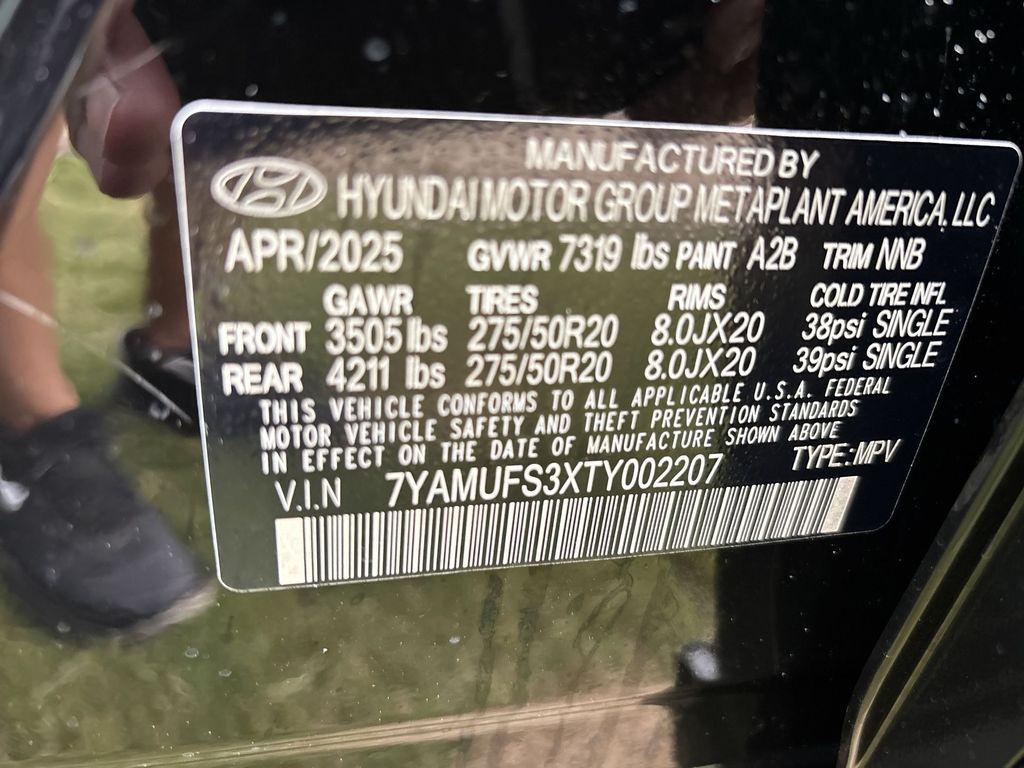 MANUFACTURED BY
HYUNDAI MOTOR GROUP METAPLANT AMERICA, LLC
APR/2025 GVWR 7319 lbs PAINT A2B TRIM NNB
GAWR TIRES RIMS COLD TIRE INFL
FRONT 3505 lbs 275/50R20 8.0JX20 38psi SINGLE
REAR 4211 lbs 275/50R20 8.0JX20 39psi SINGLE
THIS VEHICLE CONFORMS TO ALL APPLICABLE U.S.A. FEDERAL
MOTOR VEHICLE SAFETY AND THEFT PREVENTION STANDARDS
IN EFFECT ON THE DATE OF MANUFACTURE SHOWN ABOVE
V.I.N 7YAMUFS3XTY002207 TYPE:MPV